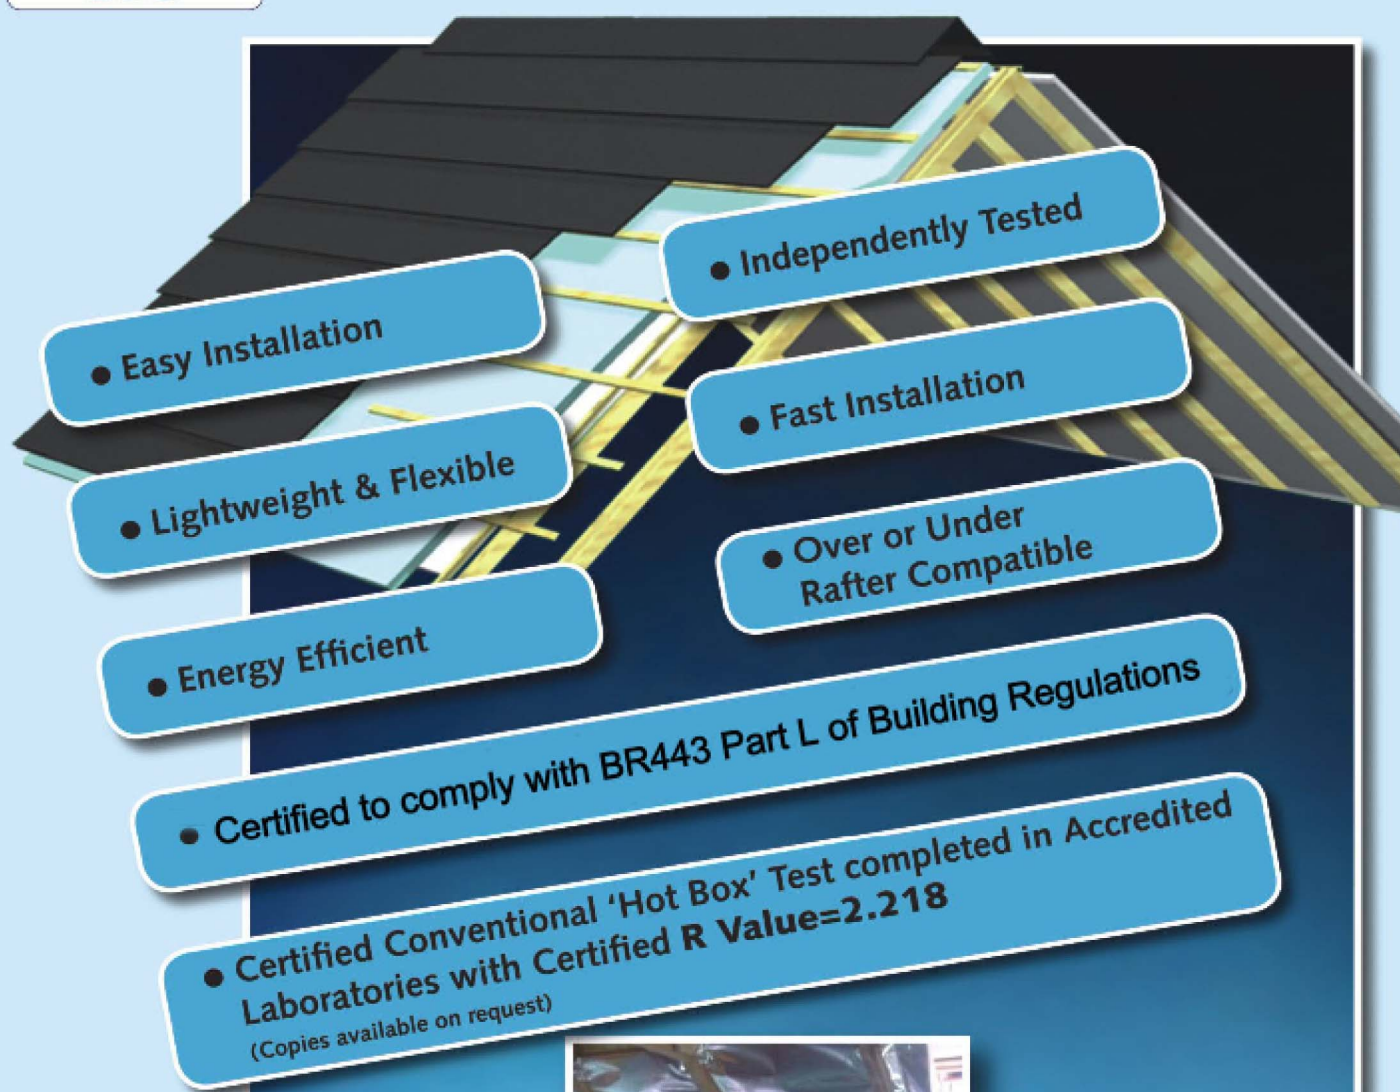 ● Easy Installation
● Independently Tested
● Lightweight & Flexible
● Fast Installation
● Energy Efficient
● Over or Under
Rafter Compatible
● Certified to comply with BR443 Part L of Building Regulations
● Certified Conventional ‘Hot Box’ Test completed in Accredited
Laboratories with Certified R Value=2.218
(Copies available on request)